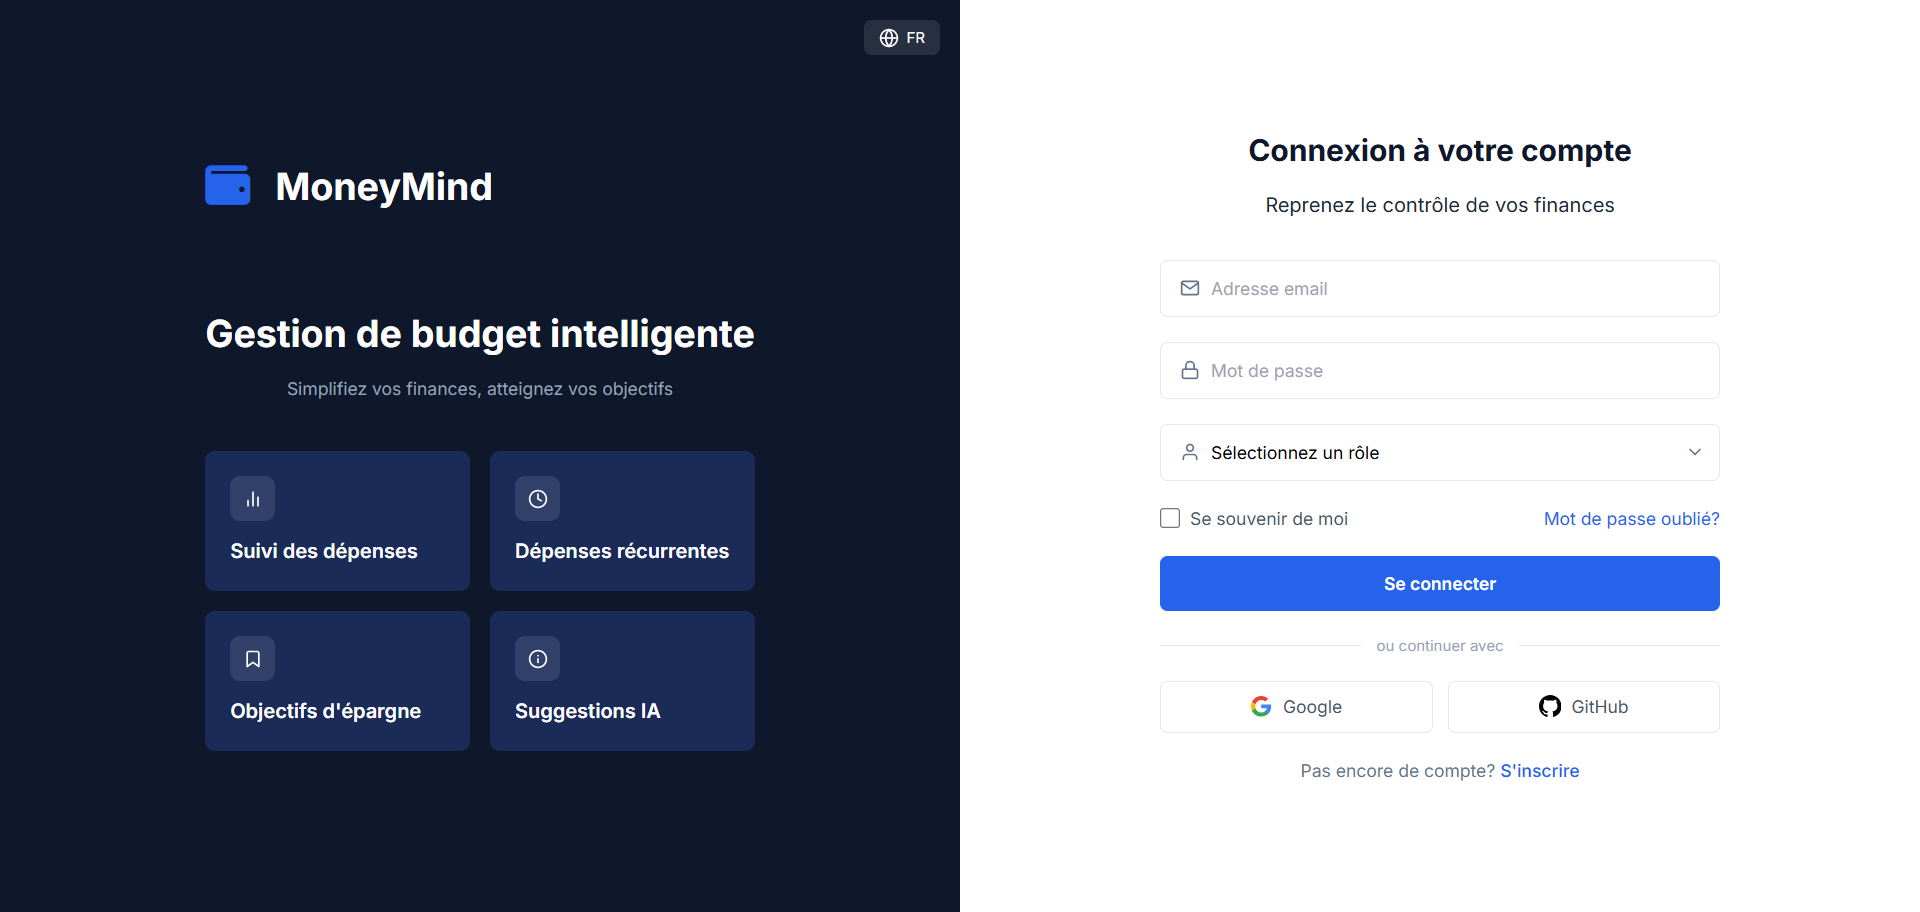 FR
MoneyMind
Gestion de budget intelligente
Simplifiez vos finances, atteignez vos objectifs
Suivi des dépenses
Dépenses récurrentes
Objectifs d'épargne
Suggestions IA
Connexion à votre compte
Reprenez le contrôle de vos finances
Adresse email
Mot de passe
Sélectionnez un rôle
Se souvenir de moi
Mot de passe oublié?
Se connecter
ou continuer avec
Google
GitHub
Pas encore de compte? S'inscrire